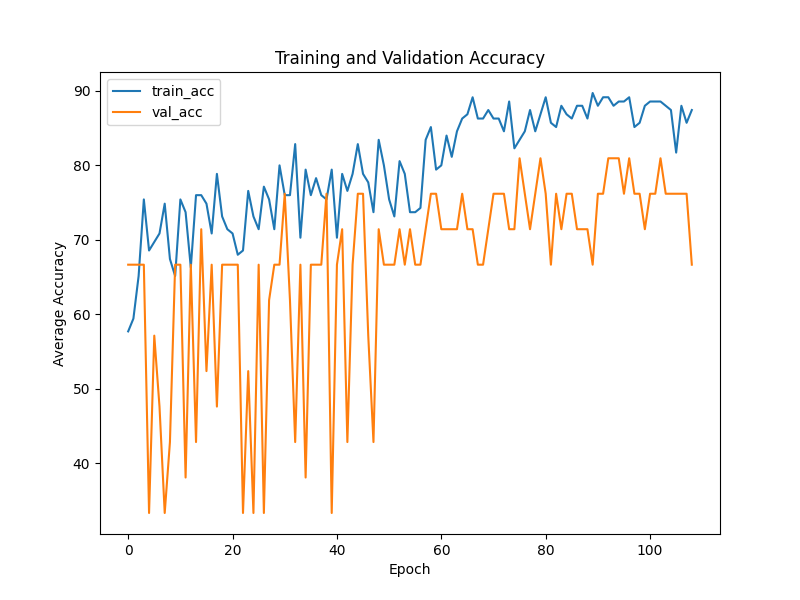 Training and Validation Accuracy
train_acc
val_acc
Average Accuracy
90
80
70
60
50
40
0
20
40
60
80
100
Epoch